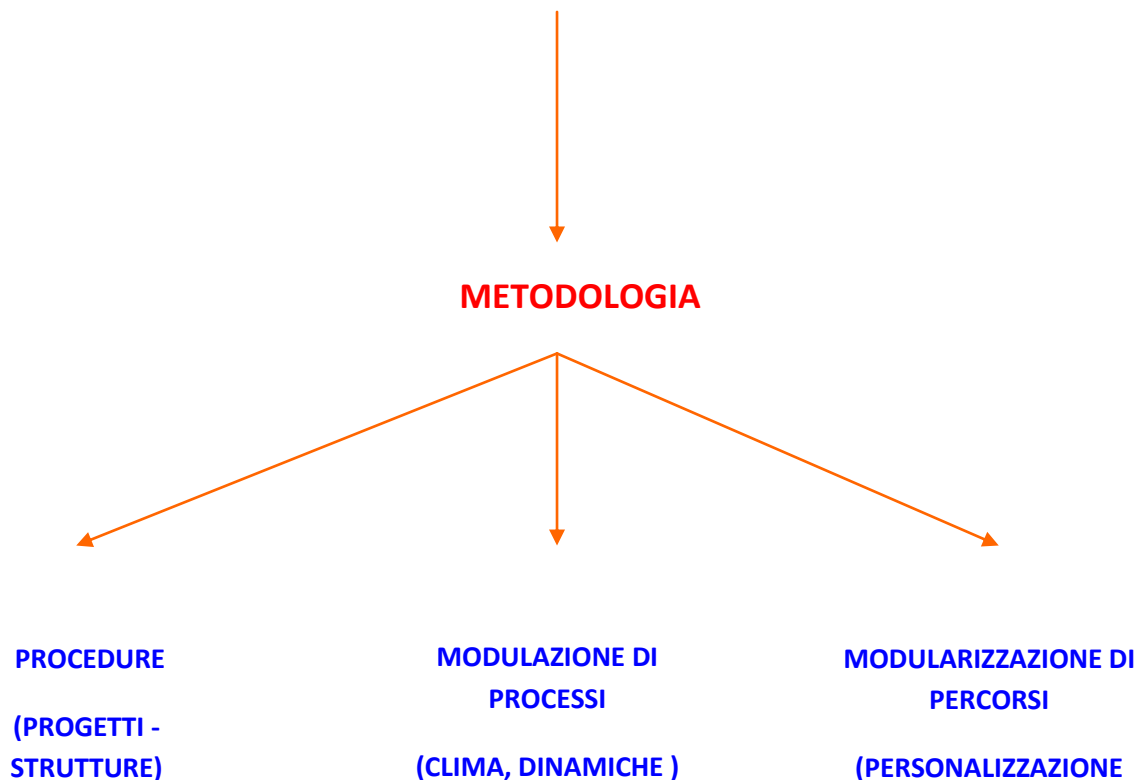 METODOLOGIA
PROCEDURE
(PROGETTI -
STRUTTURE)
MODULAZIONE DI
PROCESSI
(CLIMA, DINAMICHE )
MODULARIZZAZIONE DI
PERCORSI
(PERSONALIZZAZIONE